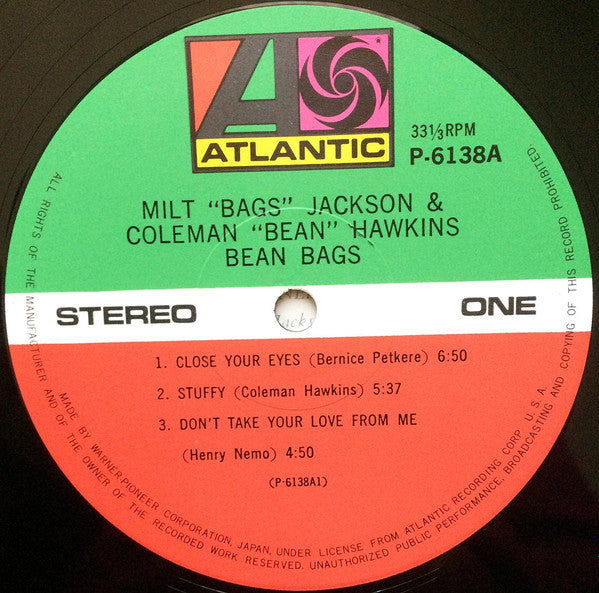 ATLANTIC
33⅓ RPM
P-6138A
MILT "BAGS" JACKSON &
COLEMAN "BEAN" HAWKINS
BEAN BAGS
STEREO
ONE
1. CLOSE YOUR EYES (Bernice Petkere) 6:50
2. STUFFY (Coleman Hawkins) 5:37
3. DON'T TAKE YOUR LOVE FROM ME
(Henry Nemo) 4:50
(P-6138A1)
ALL RIGHTS OF THE MANUFACTURER AND OF THE OWNER OF THE RECORDED WORK RESERVED. UNAUTHORIZED PUBLIC PERFORMANCE, BROADCASTING AND COPYING OF THIS RECORD PROHIBITED.
MADE BY WARNER-PIONEER CORPORATION, JAPAN, UNDER LICENSE FROM ATLANTIC RECORDING CORP. U.S.A.